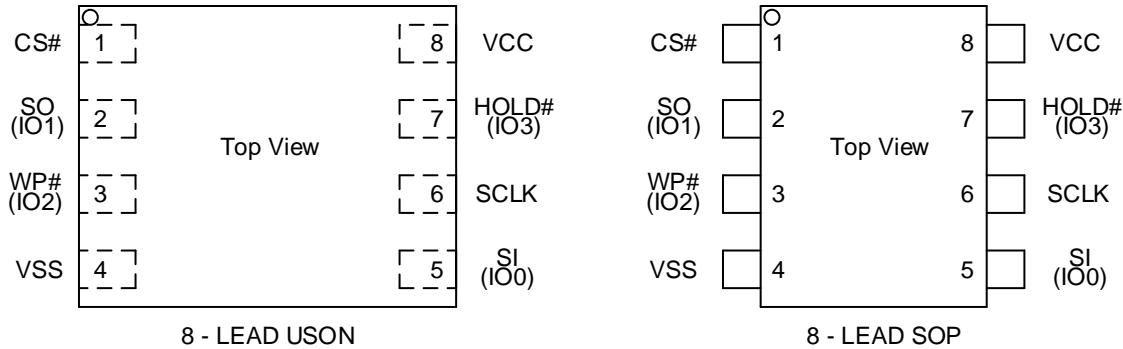 CS# 1 8 VCC
SO
(IO1) 2 7 HOLD#
(IO3)
Top View
WP#
(IO2) 3 6 SCLK
VSS 4 5 SI
(IO0)
8 - LEAD USON
CS# 1 8 VCC
SO
(IO1) 2 7 HOLD#
(IO3)
Top View
WP#
(IO2) 3 6 SCLK
VSS 4 5 SI
(IO0)
8 - LEAD SOP